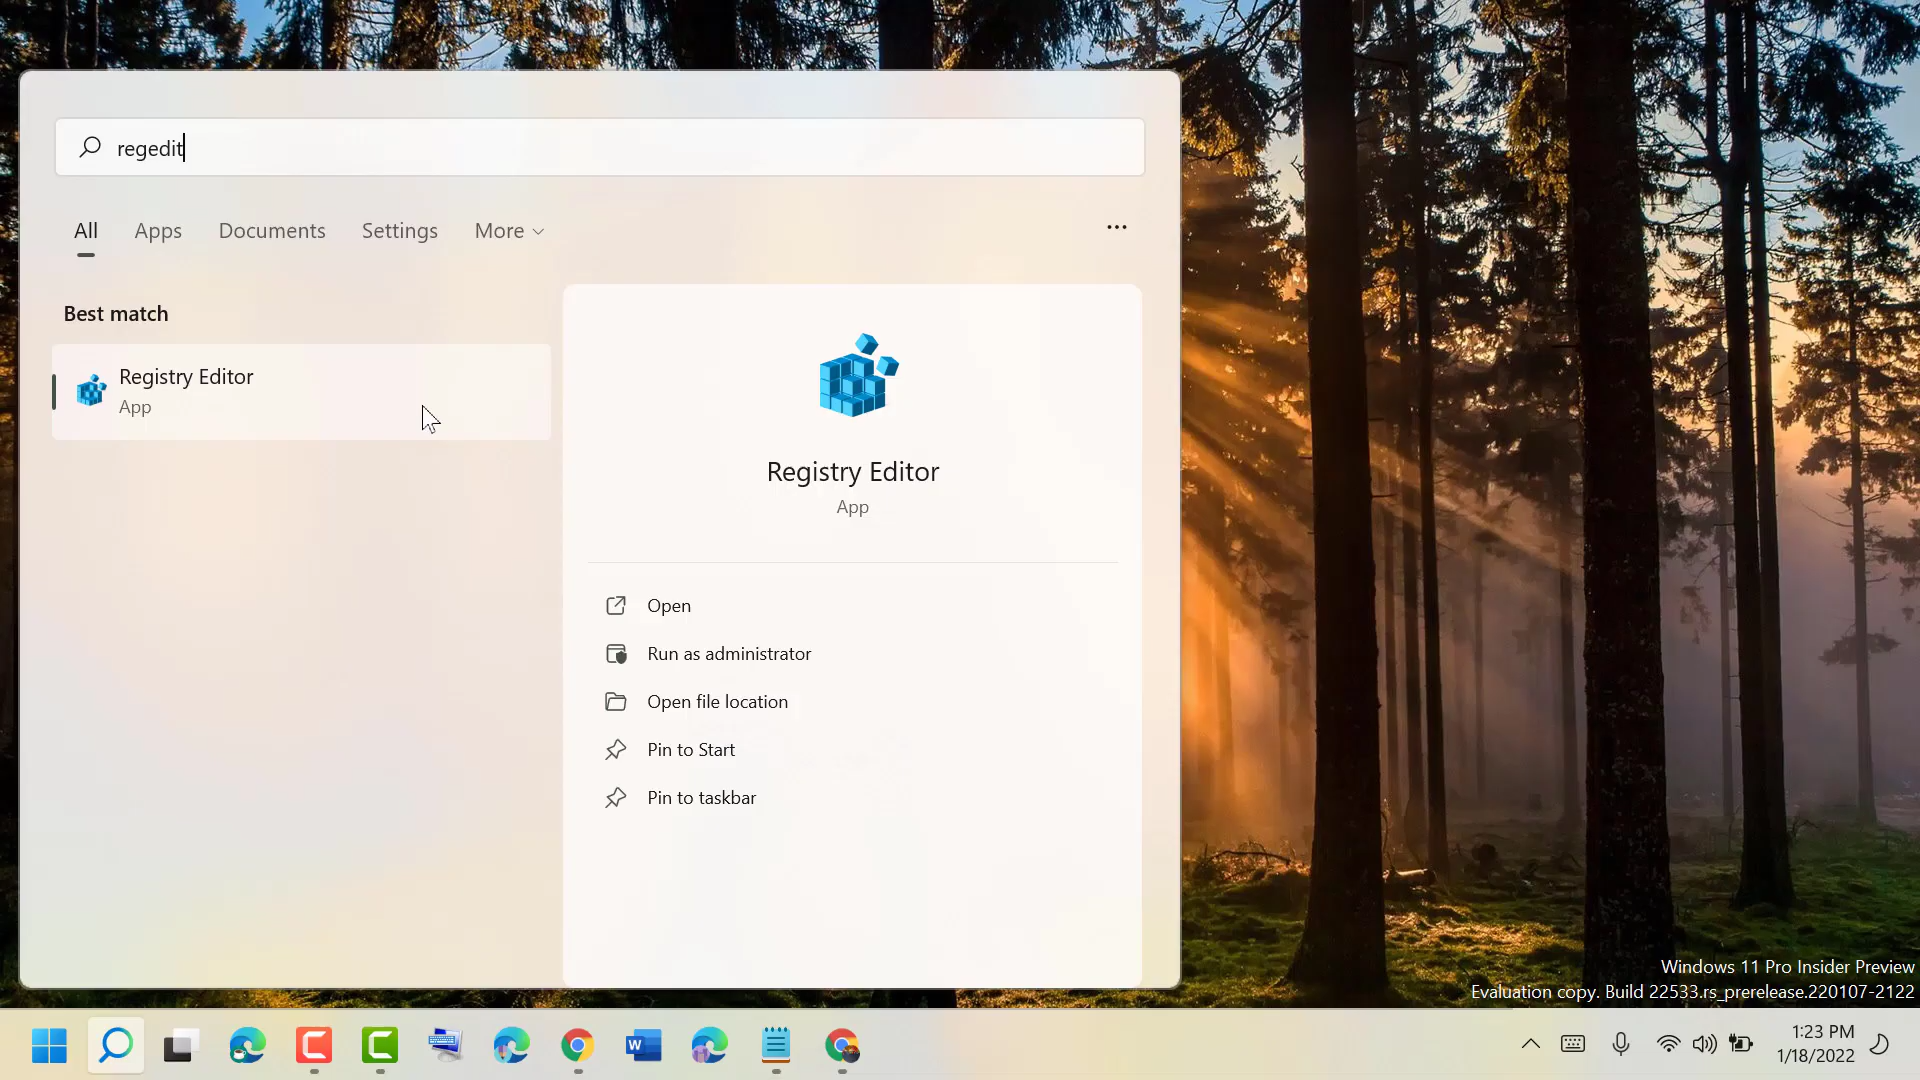 regedit
All Apps Documents Settings More
Best match
Registry Editor
App
Registry Editor
App
Open
Run as administrator
Open file location
Pin to Start
Pin to taskbar
Windows 11 Pro Insider Preview
Evaluation copy. Build 22533.rs_prerelease.220107-2122
1:23 PM
1/18/2022